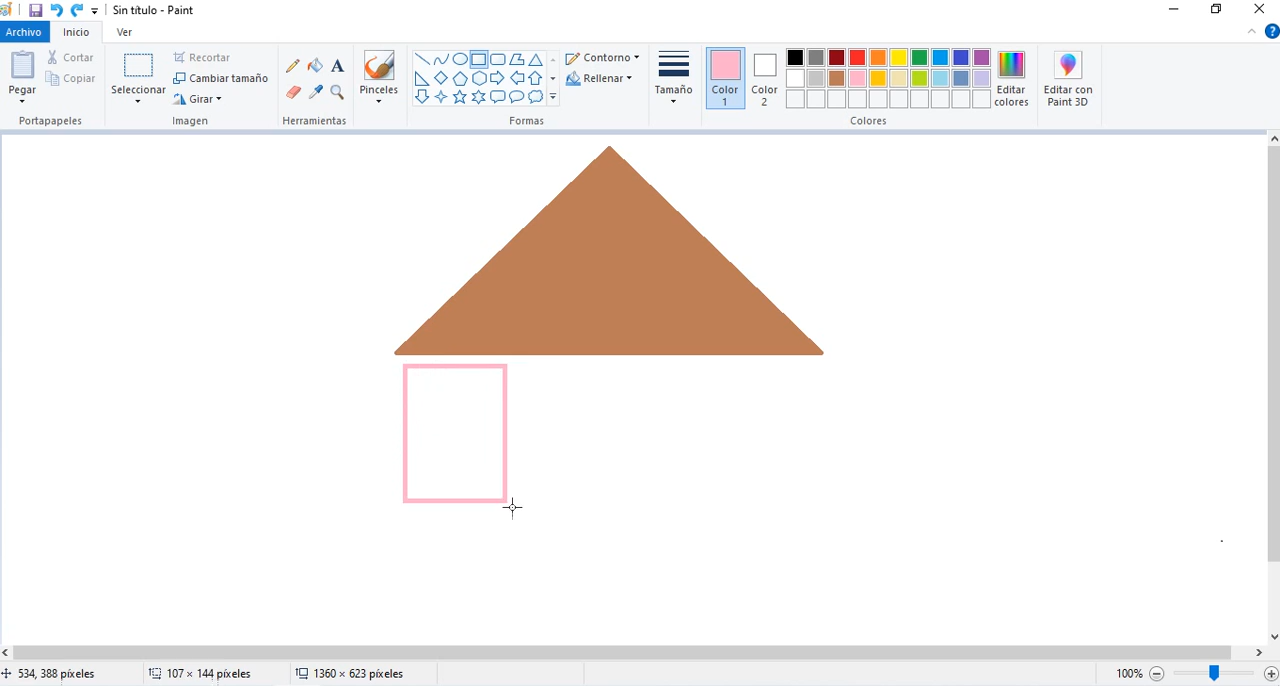 Sin título - Paint
Archivo Inicio Ver
Pegar
Cortar
Copiar
Portapapeles
Seleccionar
Recortar
Cambiar tamaño
Girar
Imagen
A
Herramientas
Pinceles
Contorno
Rellenar
Formas
Tamaño
Color
1
Color
2
Editar
colores
Colores
Editar con
Paint 3D
534, 388 píxeles 107 × 144 píxeles 1360 × 623 píxeles 100%